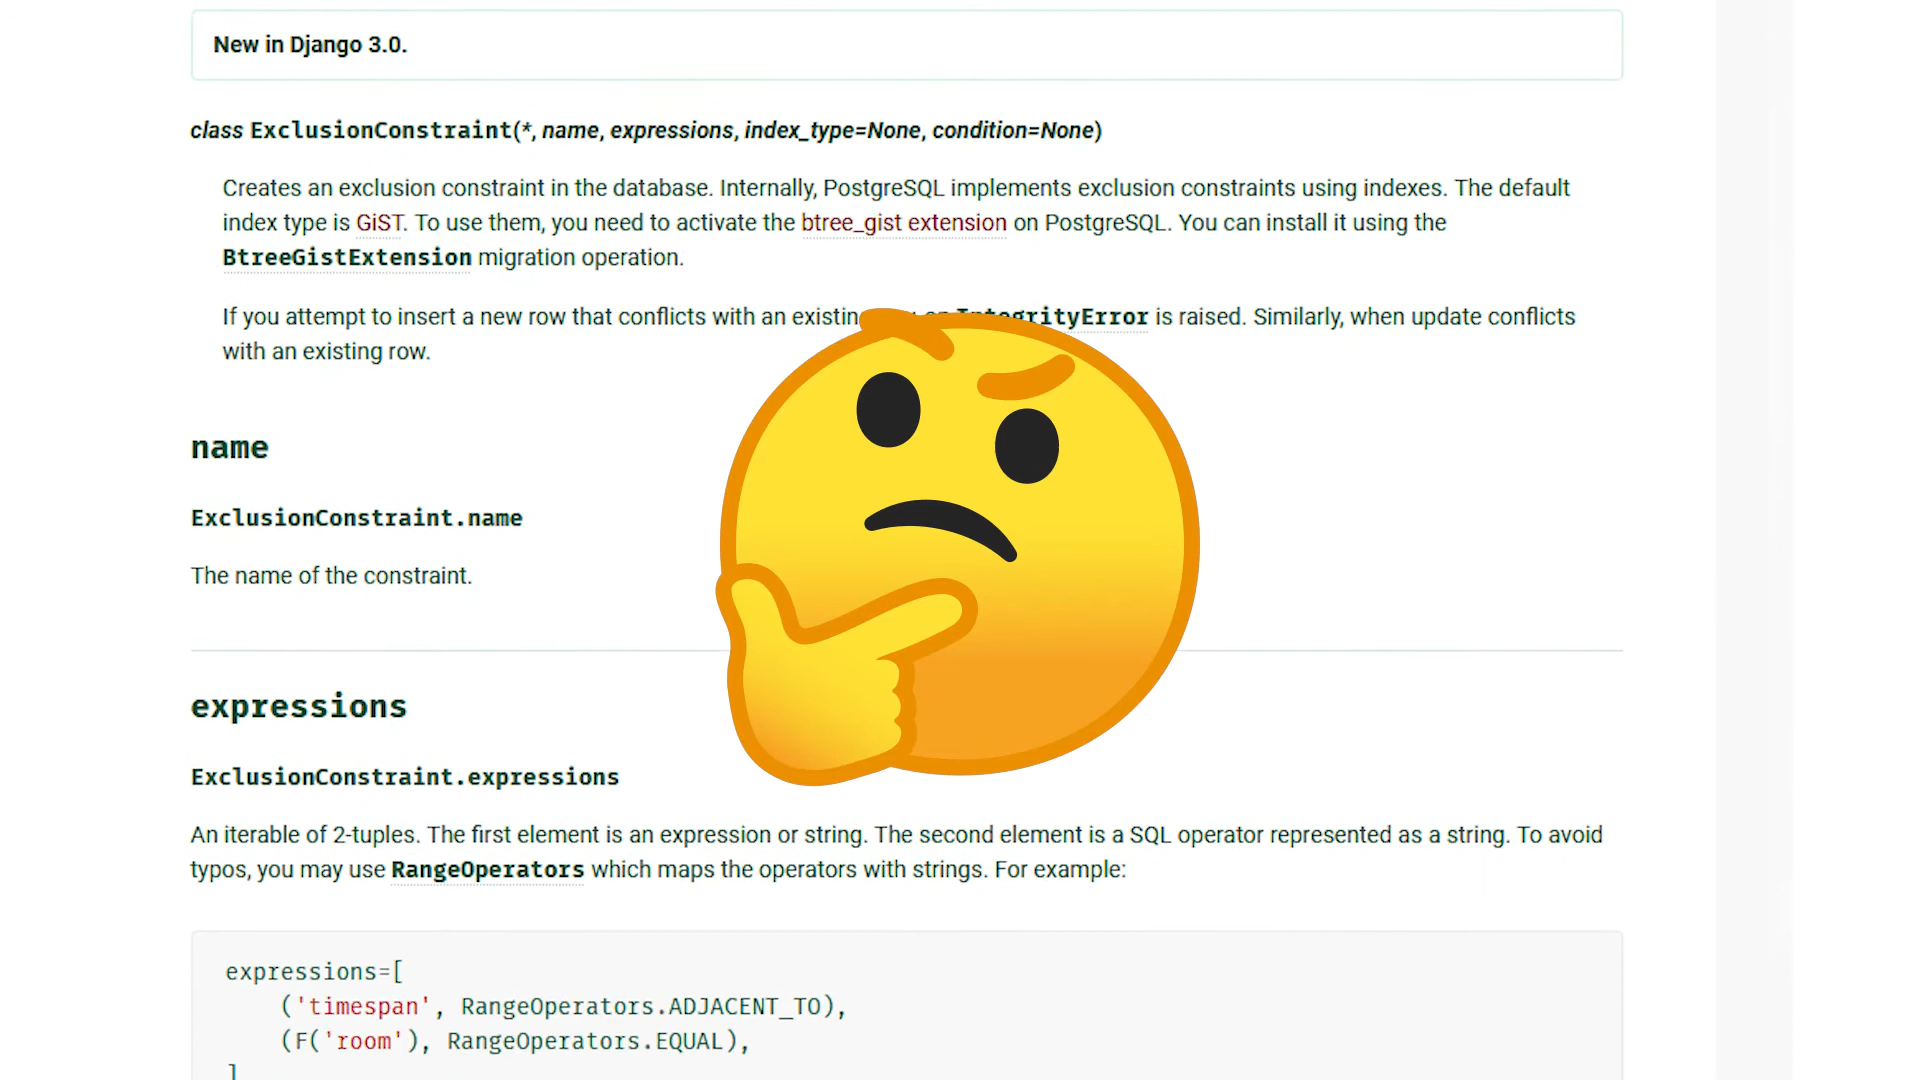 New in Django 3.0.
class ExclusionConstraint(*, name, expressions, index_type=None, condition=None)
Creates an exclusion constraint in the database. Internally, PostgreSQL implements exclusion constraints using indexes. The default
index type is GiST. To use them, you need to activate the btree_gist extension on PostgreSQL. You can install it using the
BtreeGistExtension migration operation.
If you attempt to insert a new row that conflicts with an existing IntegrityError is raised. Similarly, when update conflicts
with an existing row.
name
ExclusionConstraint.name
The name of the constraint.
expressions
ExclusionConstraint.expressions
An iterable of 2-tuples. The first element is an expression or string. The second element is a SQL operator represented as a string. To avoid
typos, you may use RangeOperators which maps the operators with strings. For example:
expressions=[
('timespan', RangeOperators.ADJACENT_TO),
(F('room'), RangeOperators.EQUAL),
]